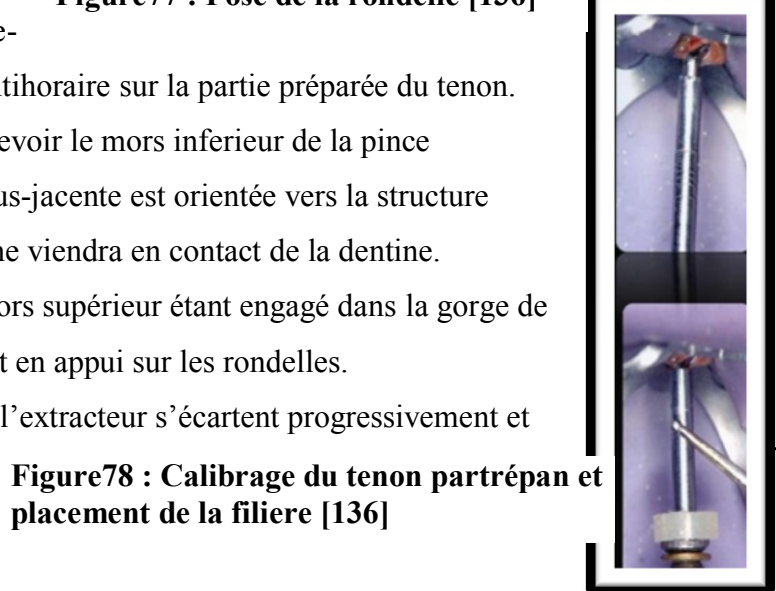 Figure77 : Pose de la rondelle [136]
e-
ntihoraire sur la partie préparée du tenon.
evoir le mors inferieur de la pince
us-jacente est orientée vers la structure
ne viendra en contact de la dentine.
ors supérieur étant engagé dans la gorge de
t en appui sur les rondelles.
l’extracteur s’écartent progressivement et
Figure78 : Calibrage du tenon partrépan et
placement de la filiere [136]